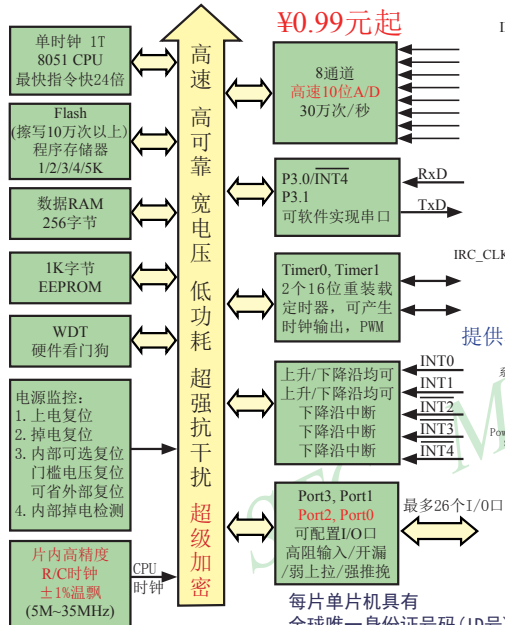 ¥0.99元起
单时钟 1T
8051 CPU
最快指令快24倍
Flash
(擦写10万次以上)
程序存储器
1/2/3/4/5K
数据RAM
256字节
1K字节
EEPROM
WDT
硬件看门狗
电源监控:
1. 上电复位
2. 掉电复位
3. 内部可选复位
门槛电压复位
可省外部复位
4. 内部掉电检测
片内高精度
R/C时钟
±1%温飘
(5M~35MHz)
CPU
时钟
高速 高可靠 宽电压 低功耗 超强抗干扰 超级加密
8通道
高速10位A/D
30万次/秒
P3.0/INT4
P3.1
可软件实现串口
RxD
TxD
Timer0, Timer1
2个16位重装载
定时器, 可产生
时钟输出, PWM
IRC_CLK
提供
上升/下降沿均可
上升/下降沿均可
下降沿中断
下降沿中断
下降沿中断
INT0
INT1
INT2
INT3
INT4
Port3, Port1
Port2, Port0
可配置I/O口
高阻输入/开漏
/弱上拉/强推挽
最多26个I/O口
每片单片机具有
全球唯一身份证号码(ID号)